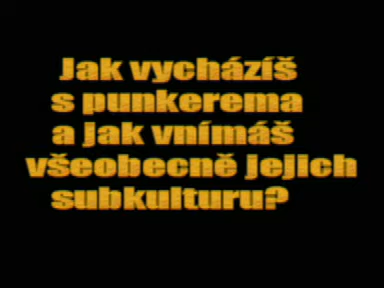 Jak vycházíš
s punkerema
a jak vnímáš
všeobecně jejich
subkulturu?